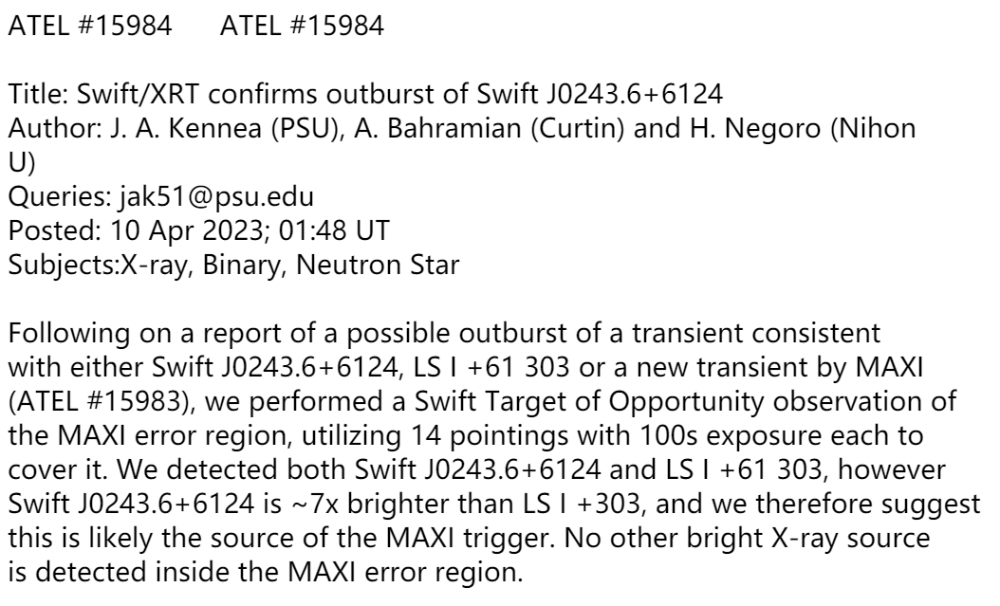 ATEL #15984 ATEL #15984
Title: Swift/XRT confirms outburst of Swift J0243.6+6124
Author: J. A. Kennea (PSU), A. Bahramian (Curtin) and H. Negoro (Nihon
U)
Queries: jak51@psu.edu
Posted: 10 Apr 2023; 01:48 UT
Subjects:X-ray, Binary, Neutron Star
Following on a report of a possible outburst of a transient consistent
with either Swift J0243.6+6124, LS I +61 303 or a new transient by MAXI
(ATEL #15983), we performed a Swift Target of Opportunity observation of
the MAXI error region, utilizing 14 pointings with 100s exposure each to
cover it. We detected both Swift J0243.6+6124 and LS I +61 303, however
Swift J0243.6+6124 is ~7x brighter than LS I +303, and we therefore suggest
this is likely the source of the MAXI trigger. No other bright X-ray source
is detected inside the MAXI error region.